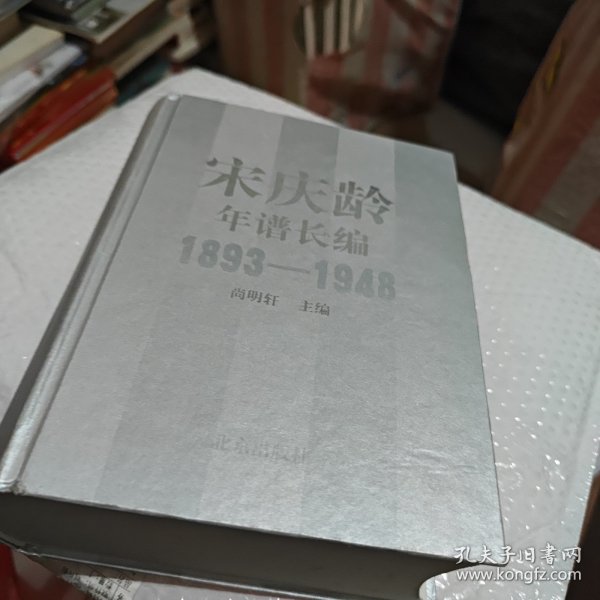 宋庆龄
年谱长编
1893—1948
尚明轩 主编
北京出版社
孔夫子旧书网
www.kongfz.com